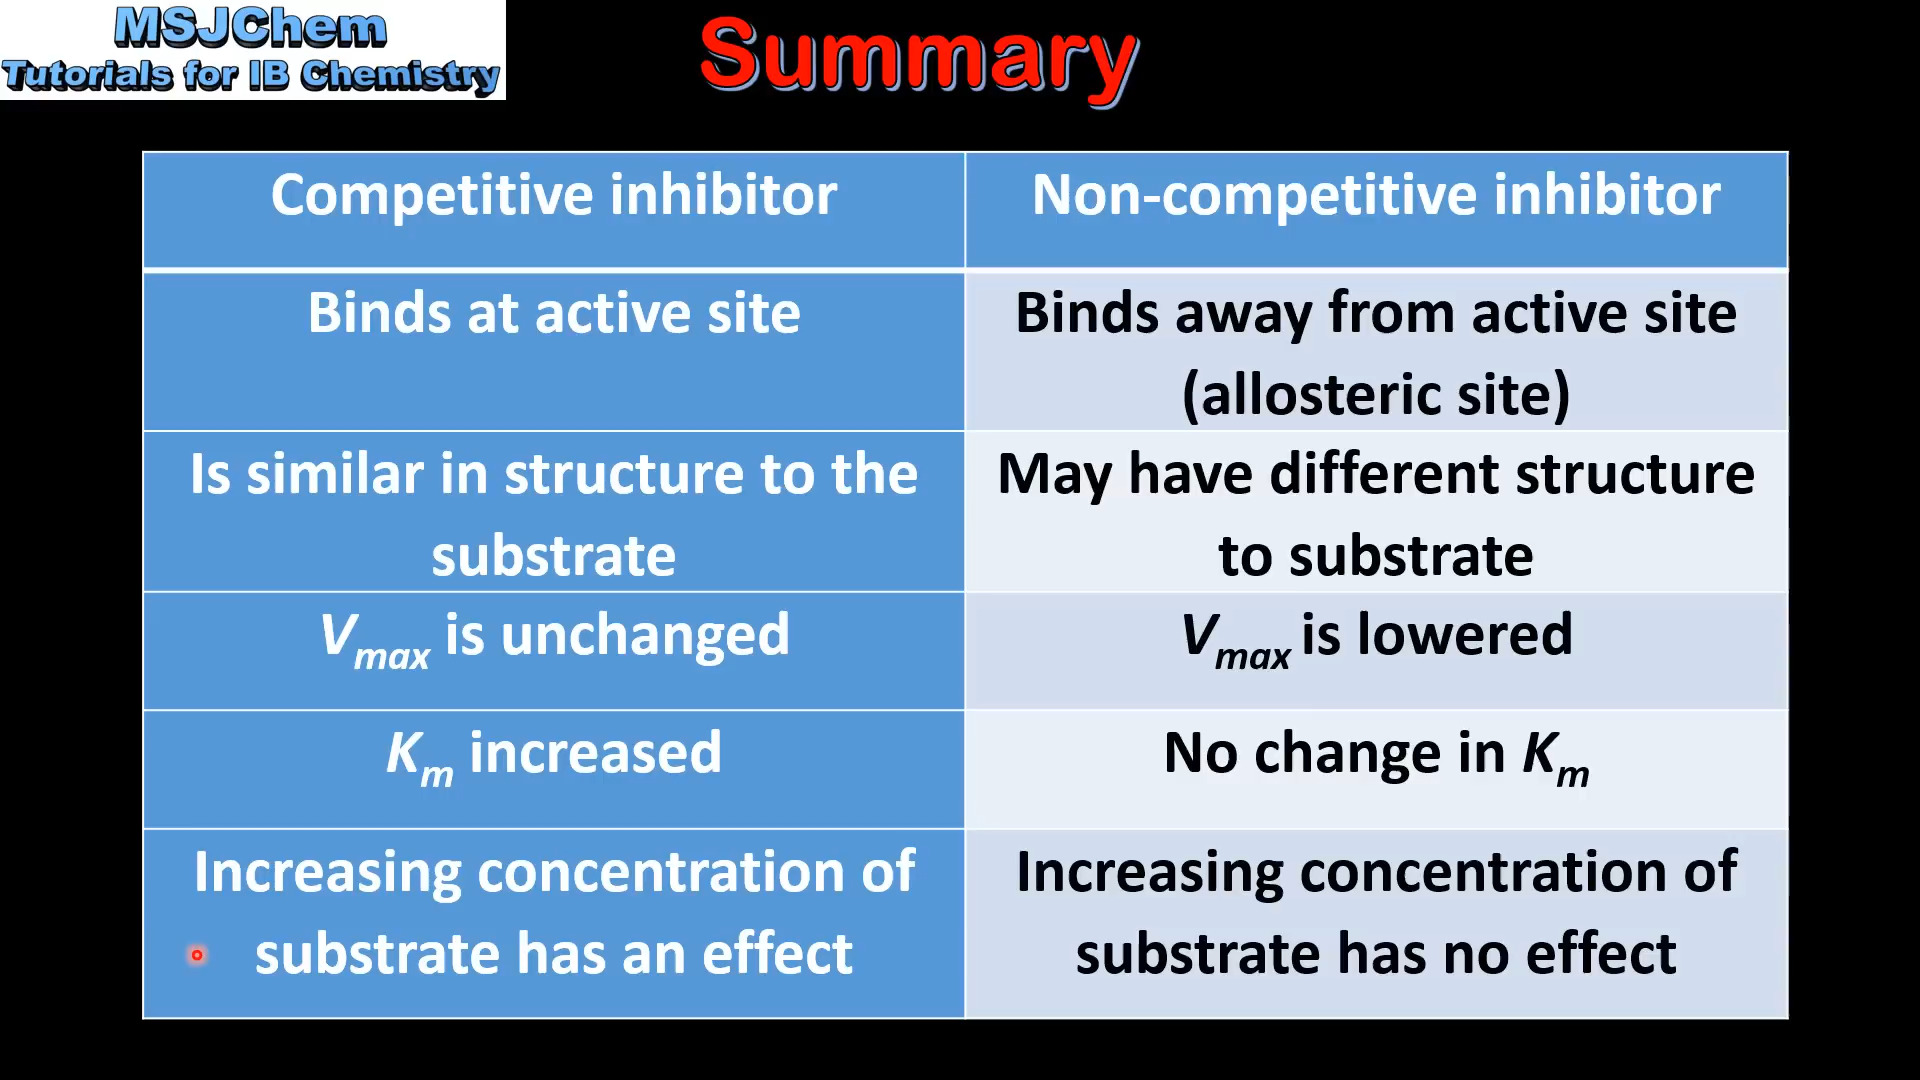 MSJChem
Tutorials for IB Chemistry
Summary
Competitive inhibitor
Non-competitive inhibitor
Binds at active site
Binds away from active site
(allosteric site)
Is similar in structure to the
substrate
May have different structure
to substrate
Vmax is unchanged
Vmax is lowered
Km increased
No change in Km
Increasing concentration of
substrate has an effect
Increasing concentration of
substrate has no effect